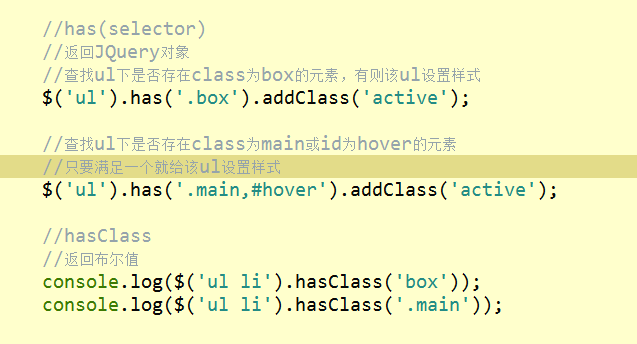 //has(selector)
//返回JQuery对象
//查找ul下是否存在class为box的元素，有则该ul设置样式
$('ul').has('.box').addClass('active');
//查找ul下是否存在class为main或id为hover的元素
//只要满足一个就给该ul设置样式
$('ul').has('.main,#hover').addClass('active');
//hasClass
//返回布尔值
console.log($('ul li').hasClass('box'));
console.log($('ul li').hasClass('.main'));